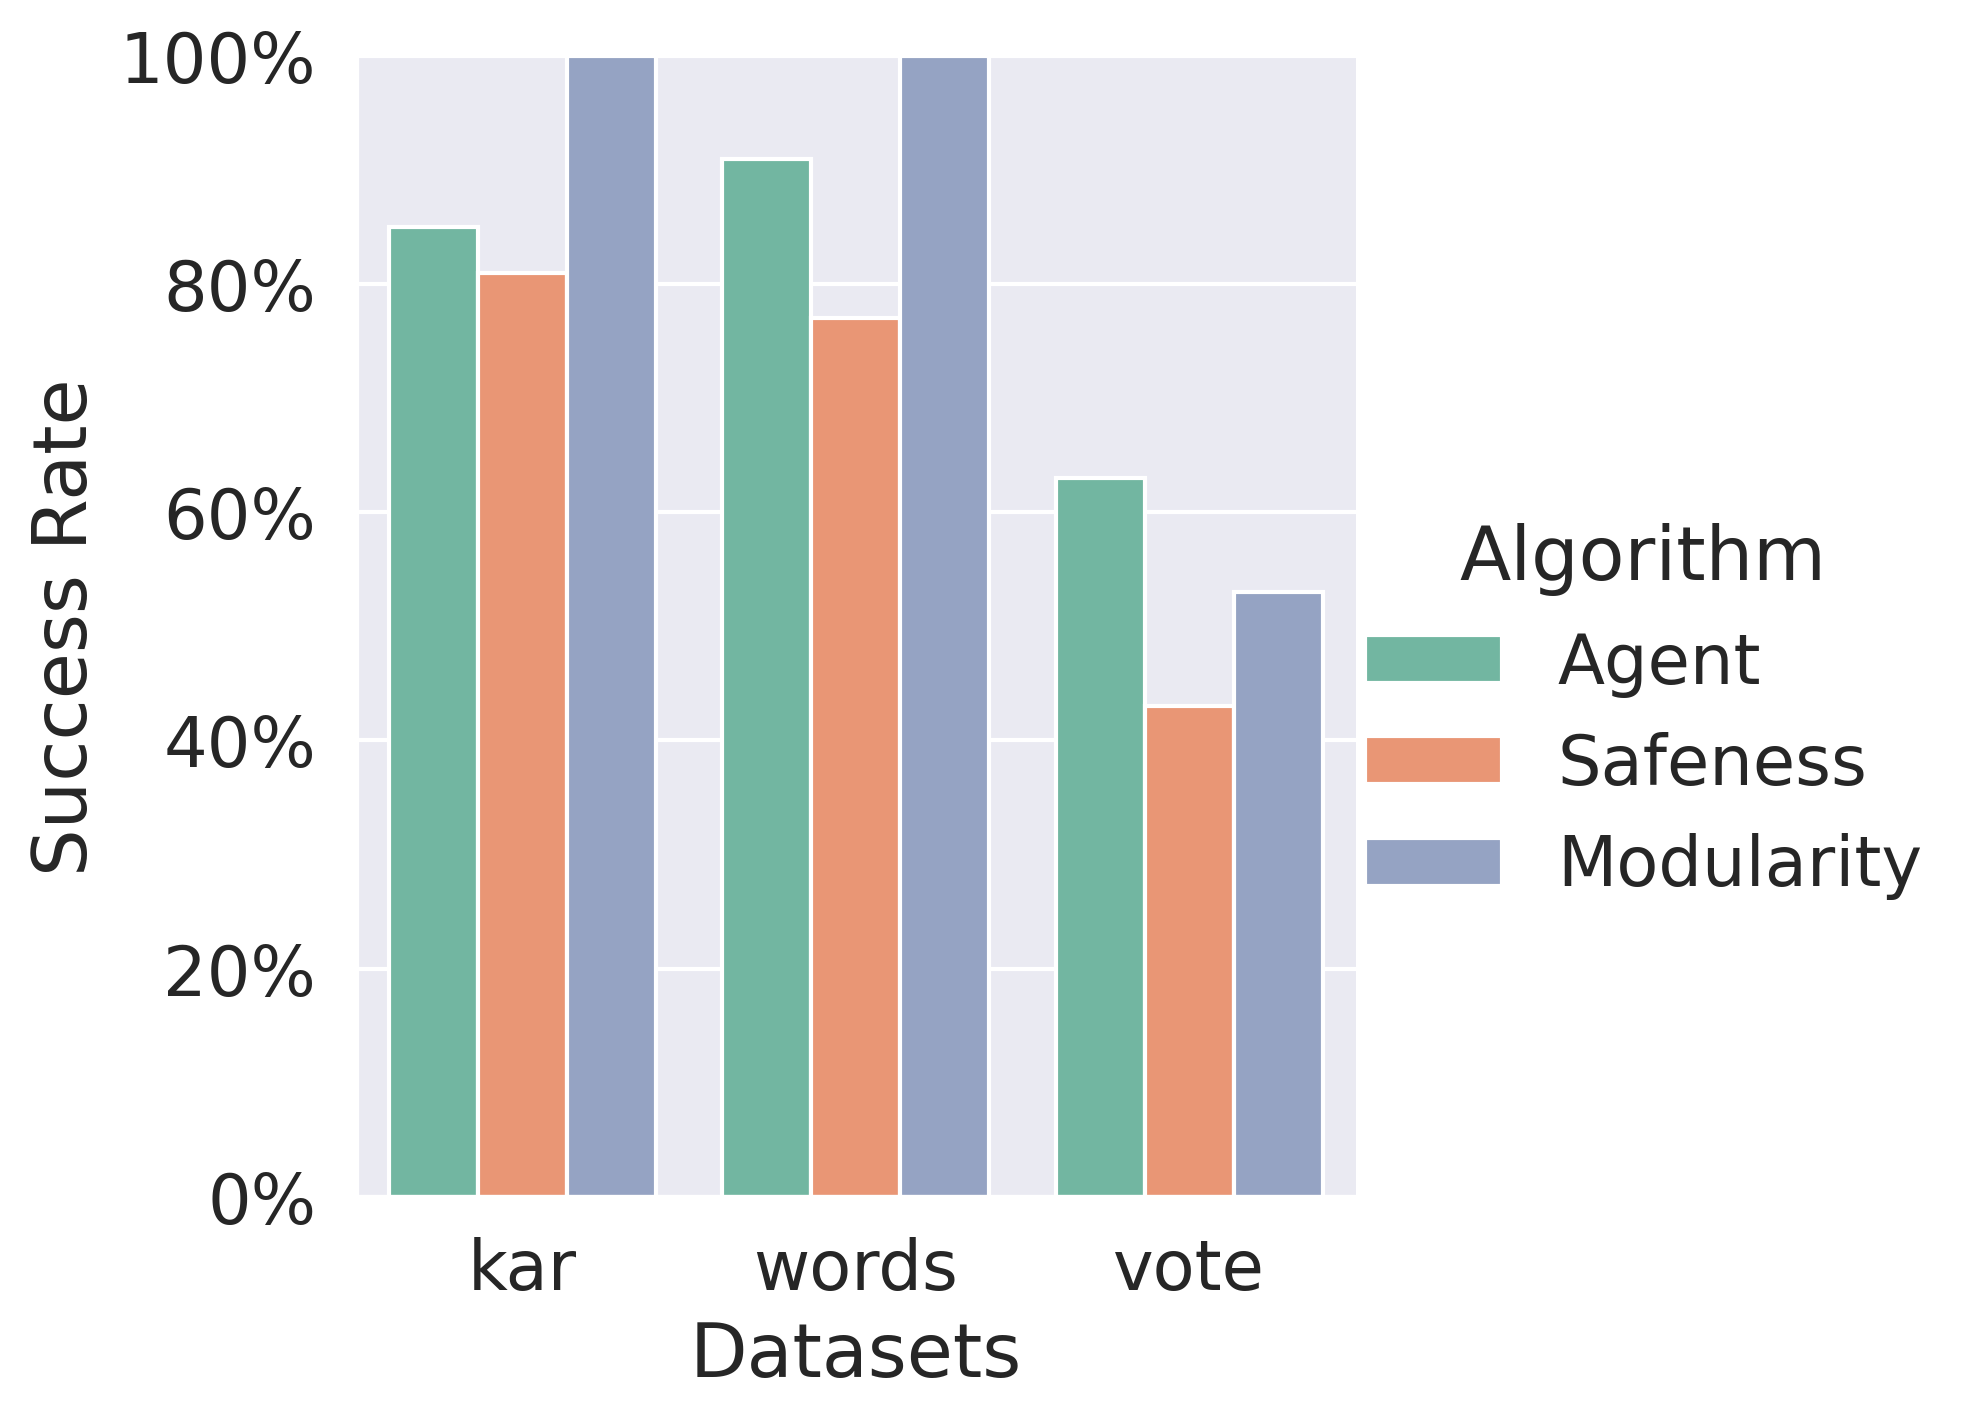 100%
80%
60%
40%
20%
0%
Success Rate
kar words vote
Datasets
Algorithm
Agent
Safeness
Modularity